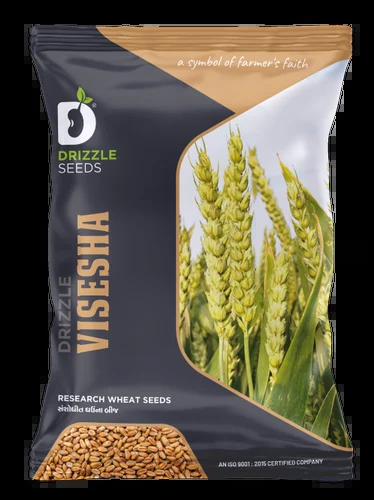 a symbol of farmer's faith
D
®
DRIZZLE
SEEDS
DRIZZLE
VISESHA
RESEARCH WHEAT SEEDS
સંશોધીત ઘઉંના બીજ
AN ISO 9001 : 2015 CERTIFIED COMPANY